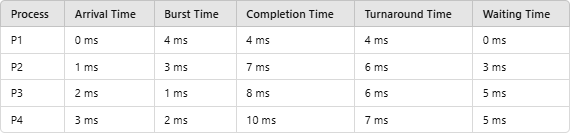 Process Arrival Time Burst Time Completion Time Turnaround Time Waiting Time
P1 0 ms 4 ms 4 ms 4 ms 0 ms
P2 1 ms 3 ms 7 ms 6 ms 3 ms
P3 2 ms 1 ms 8 ms 6 ms 5 ms
P4 3 ms 2 ms 10 ms 7 ms 5 ms